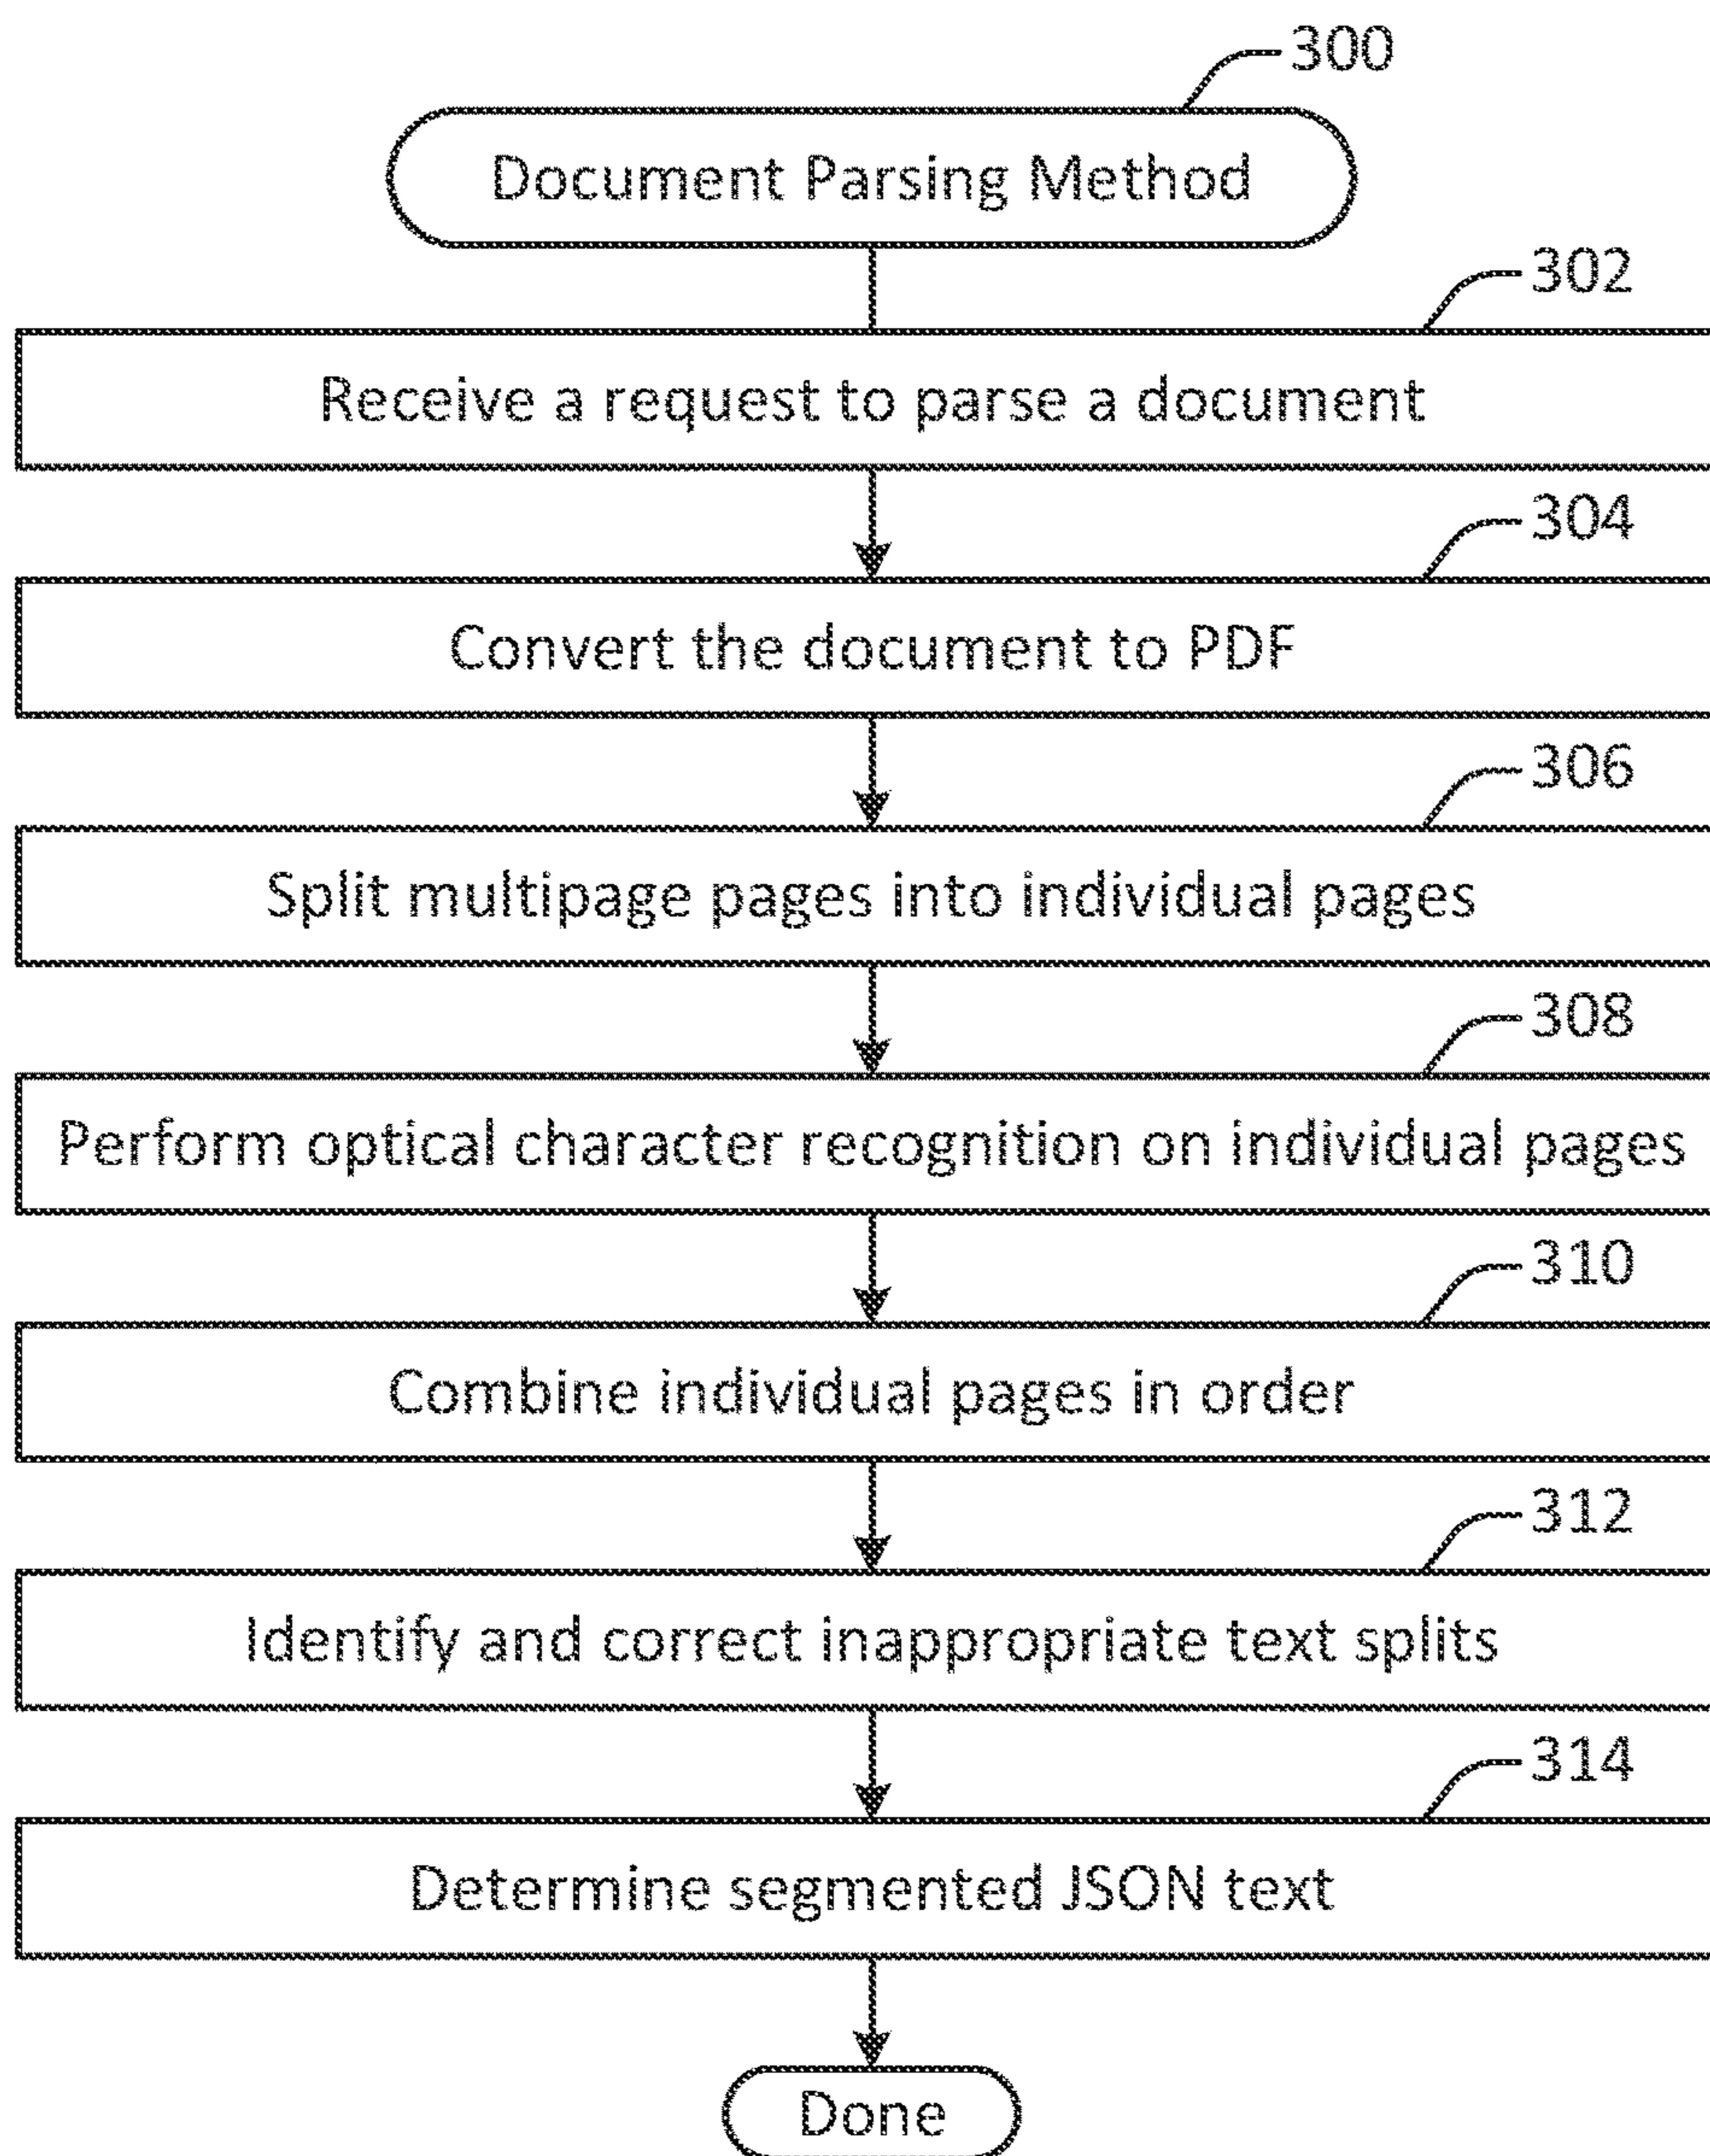 300
Document Parsing Method
302
Receive a request to parse a document
304
Convert the document to PDF
306
Split multipage pages into individual pages
308
Perform optical character recognition on individual pages
310
Combine individual pages in order
312
Identify and correct inappropriate text splits
314
Determine segmented JSON text
Done